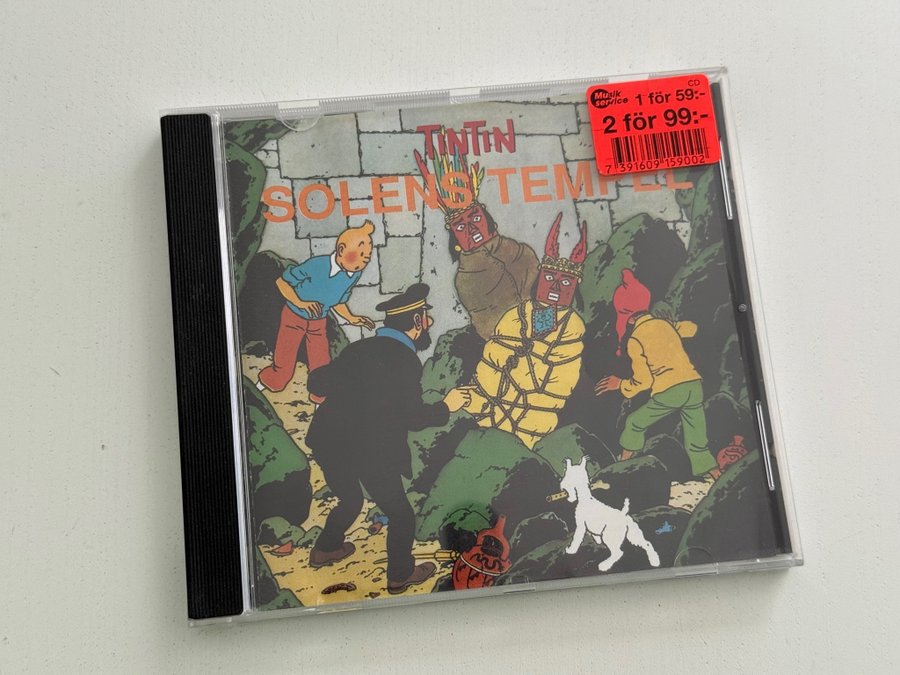 CD
Musik service 1 för 59:-
2 för 99:-
7 391609 159002
TINTIN
SOLENS TEMPEL